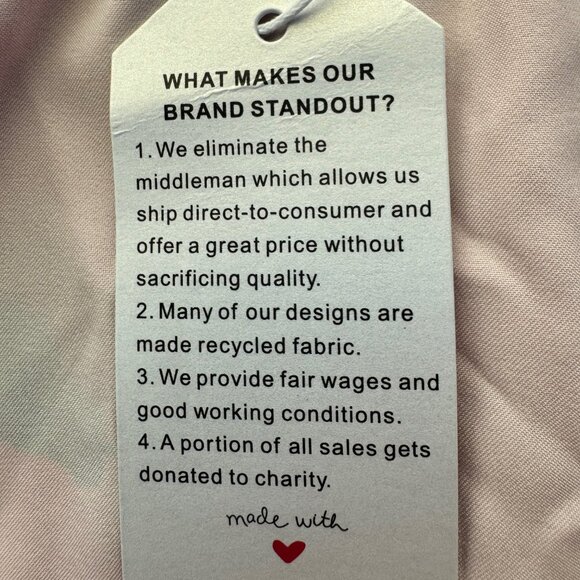 WHAT MAKES OUR
BRAND STANDOUT?
1. We eliminate the
middleman which allows us
ship direct-to-consumer and
offer a great price without
sacrificing quality.
2. Many of our designs are
made recycled fabric.
3. We provide fair wages and
good working conditions.
4. A portion of all sales gets
donated to charity.
made with